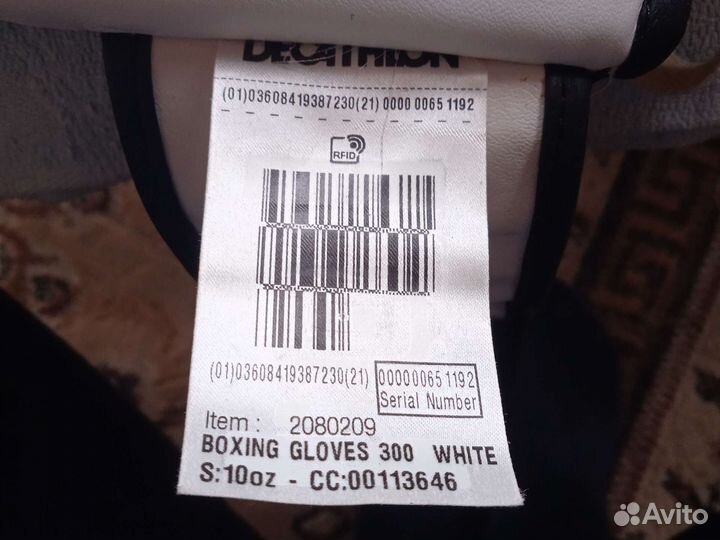 DECATHLON
(01)03608419387230(21) 0000 0065 1192
RFID
(01)03608419387230(21)
00000065 1192
Serial Number
Item : 2080209
BOXING GLOVES 300 WHITE
S:10oz - CC:00113646
Avito